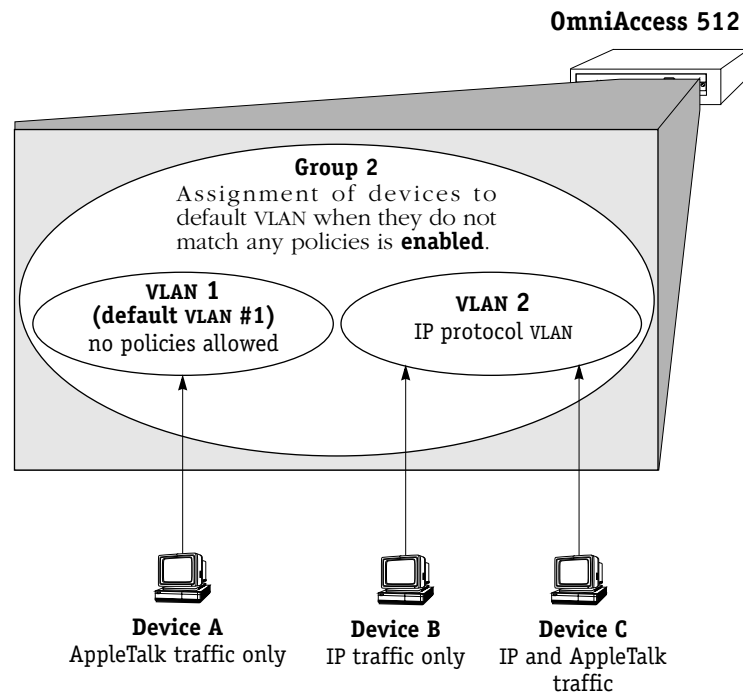 OmniAccess 512
Group 2
Assignment of devices to
default VLAN when they do not
match any policies is enabled.
VLAN 1
(default VLAN #1)
no policies allowed
VLAN 2
IP protocol VLAN
Device A
AppleTalk traffic only
Device B
IP traffic only
Device C
IP and AppleTalk
traffic